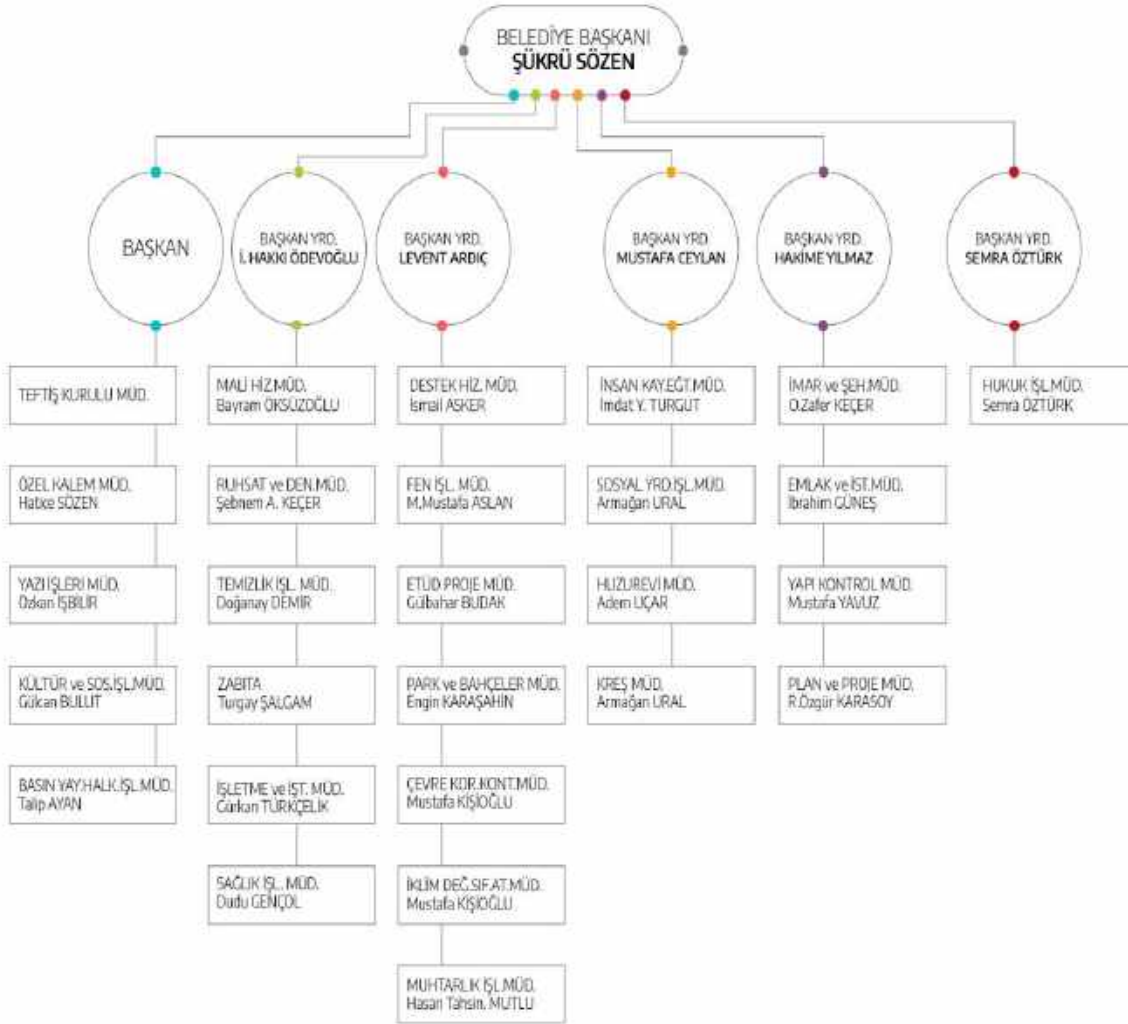 BELEDİYE BAŞKANI
ŞÜKRÜ SÖZEN
BAŞKAN
BAŞKAN YRD.
İ. HAKKI ÖDEVOĞLU
BAŞKAN YRD.
LEVENT ARDIÇ
BAŞKAN YRD.
MUSTAFA CEYLAN
BAŞKAN YRD.
HAKİME YILMAZ
BAŞKAN YRD.
SEMRA ÖZTÜRK
TEFTİŞ KURULU MÜD.
ÖZEL KALEM MÜD.
Hatice SÖZEN
YAZI İŞLERİ MÜD.
Özkan İŞBİLİR
KÜLTÜR ve SOS.İŞL.MÜD.
Gülcan BULUT
BASIN YAY.HALK.İŞL.MÜD.
Talip AYAN
MALİ HİZ.MÜD.
Bayram ÖKSÜZOĞLU
RUHSAT ve DEN.MÜD.
Şebnem A. KEÇER
TEMİZLİK İŞL. MÜD.
Doğanay DEMİR
ZABITA
Turgay ŞALGAM
İŞLETME ve İŞT. MÜD.
Gürkan TÜRKÇELİK
SAĞLIK İŞL. MÜD.
Dudu GENÇOL
DESTEK HİZ. MÜD.
İsmail ASKER
FEN İŞL. MÜD.
M.Mustafa ASLAN
ETÜD PROJE MÜD.
Gülbahar BUDAK
PARK ve BAHÇELER MÜD.
Engin KARAŞAHİN
ÇEVRE KOR.KONT.MÜD.
Mustafa KİŞİOĞLU
İKLİM DEĞ.SIF.AT.MÜD.
Mustafa KİŞİOĞLU
MUHTARLIK İŞL.MÜD.
Hasan Tahsin. MUTLU
İNSAN KAY.EĞT.MÜD.
İmdat Y. TURGUT
SOSYAL YRD.İŞL.MÜD.
Armağan URAL
HUZUREVİ MÜD.
Adem UÇAR
KREŞ MÜD.
Armağan URAL
İMAR ve ŞEH.MÜD.
O.Zafer KEÇER
EMLAK ve İST.MÜD.
İbrahim GÜNEŞ
YAPI KONTROL MÜD.
Mustafa YAVUZ
PLAN ve PROJE MÜD.
R.Özgür KARASOY
HUKUK İŞL.MÜD.
Semra ÖZTÜRK